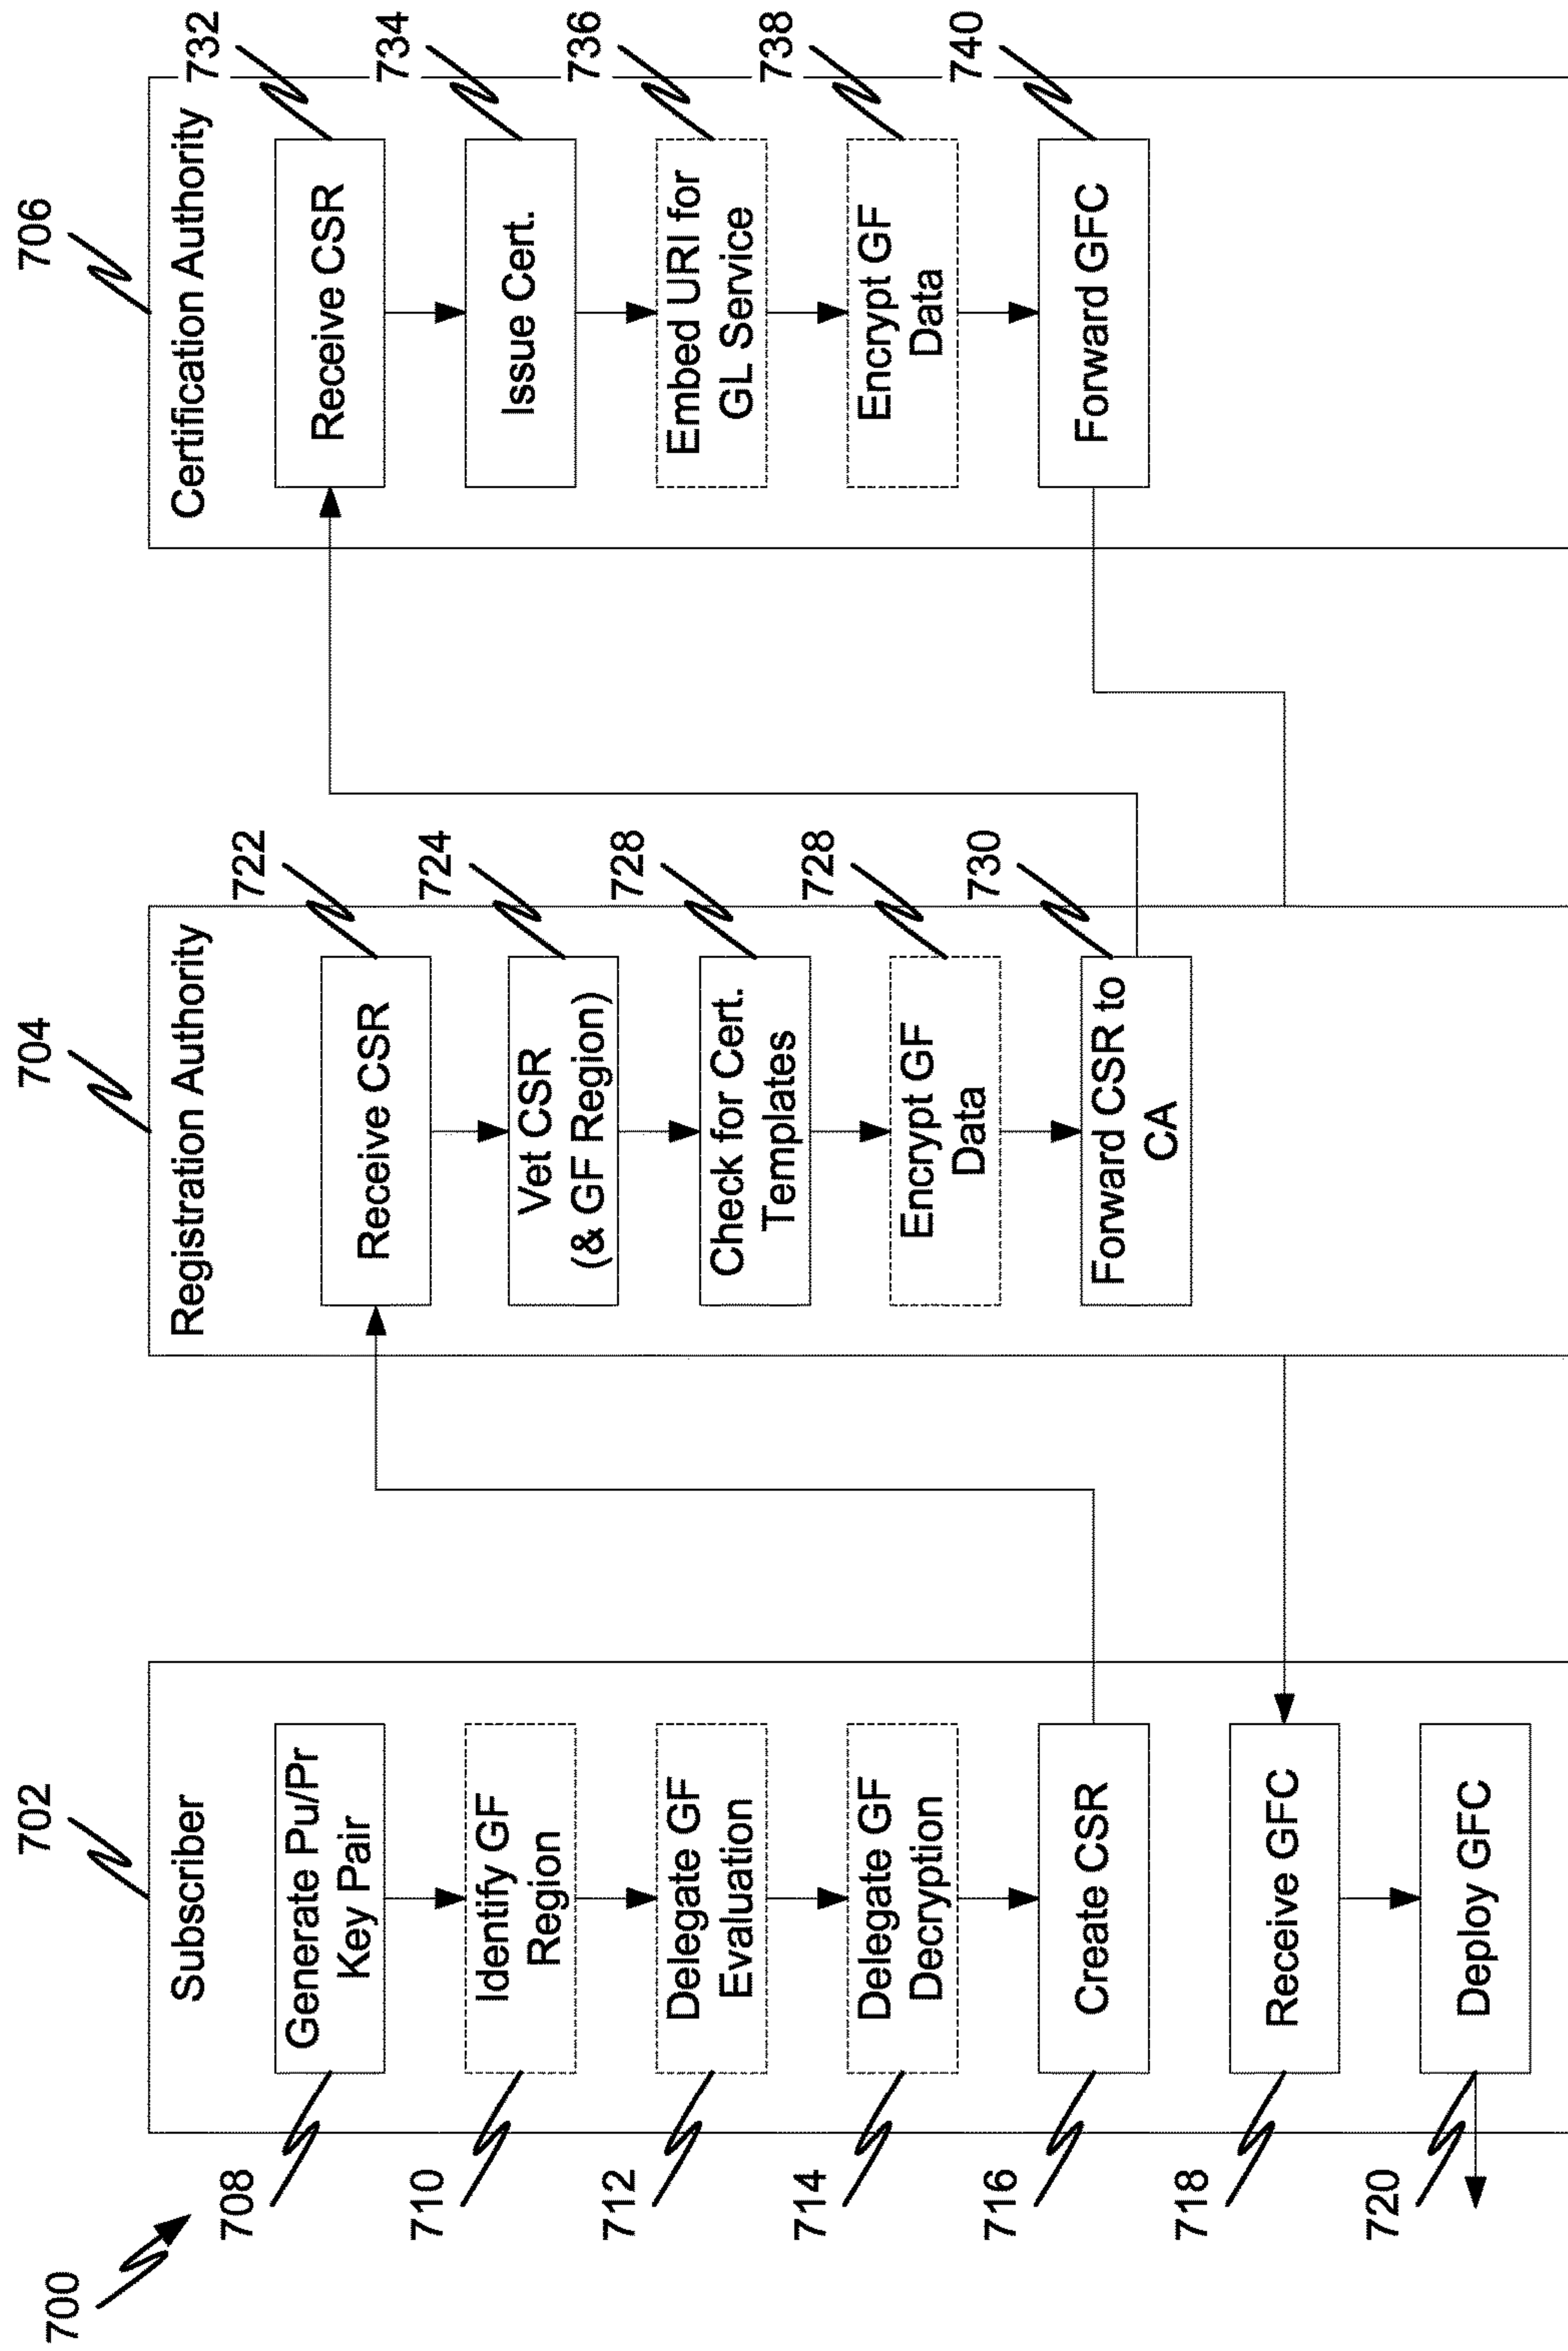 700
702
Subscriber
708
Generate Pu/Pr
Key Pair
710
Identify GF
Region
712
Delegate GF
Evaluation
714
Delegate GF
Decryption
716
Create CSR
718
Receive GFC
720
Deploy GFC
704
Registration Authority
722
Receive CSR
724
Vet CSR
(& GF Region)
728
Check for Cert.
Templates
728
Encrypt GF
Data
730
Forward CSR to
CA
706
Certification Authority
732
Receive CSR
734
Issue Cert.
736
Embed URI for
GL Service
738
Encrypt GF
Data
740
Forward GFC